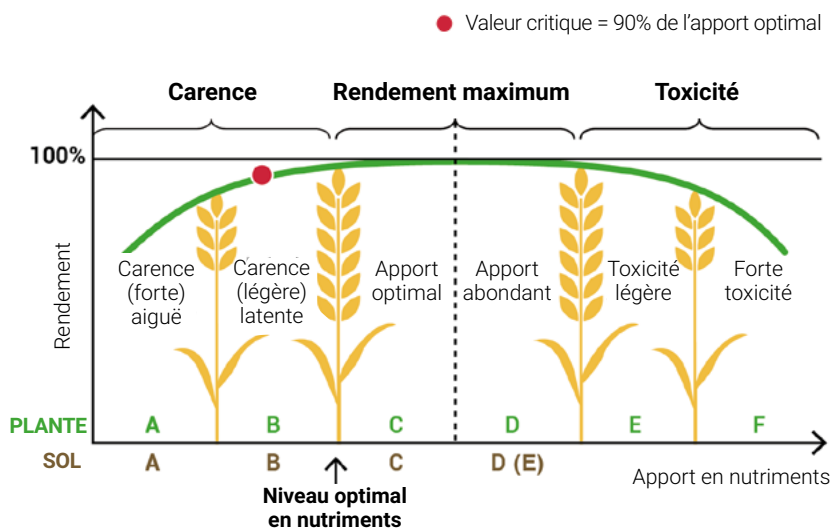 Valeur critique = 90% de l'apport optimal
Carence
Rendement maximum
Toxicité
100%
Rendement
Carence
(forte)
aiguë
Carence
(légère)
latente
Apport
optimal
Apport
abondant
Toxicité
légère
Forte
toxicité
PLANTE A B C D E F
SOL A B C D (E)
Apport en nutriments
Niveau optimal
en nutriments